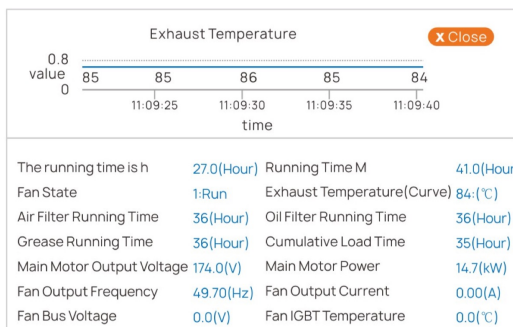 Exhaust Temperature
X Close
0.8
value
85 85 86 85 84
0
11:09:25 11:09:30 11:09:35 11:09:40
time
The running time is h 27.0(Hour) Running Time M 41.0(Hour
Fan State 1:Run Exhaust Temperature(Curve) 84:(℃)
Air Filter Running Time 36(Hour) Oil Filter Running Time 36(Hour)
Grease Running Time 36(Hour) Cumulative Load Time 35(Hour)
Main Motor Output Voltage 174.0(V) Main Motor Power 14.7(kW)
Fan Output Frequency 49.70(Hz) Fan Output Current 0.00(A)
Fan Bus Voltage 0.0(V) Fan IGBT Temperature 0.0(℃)